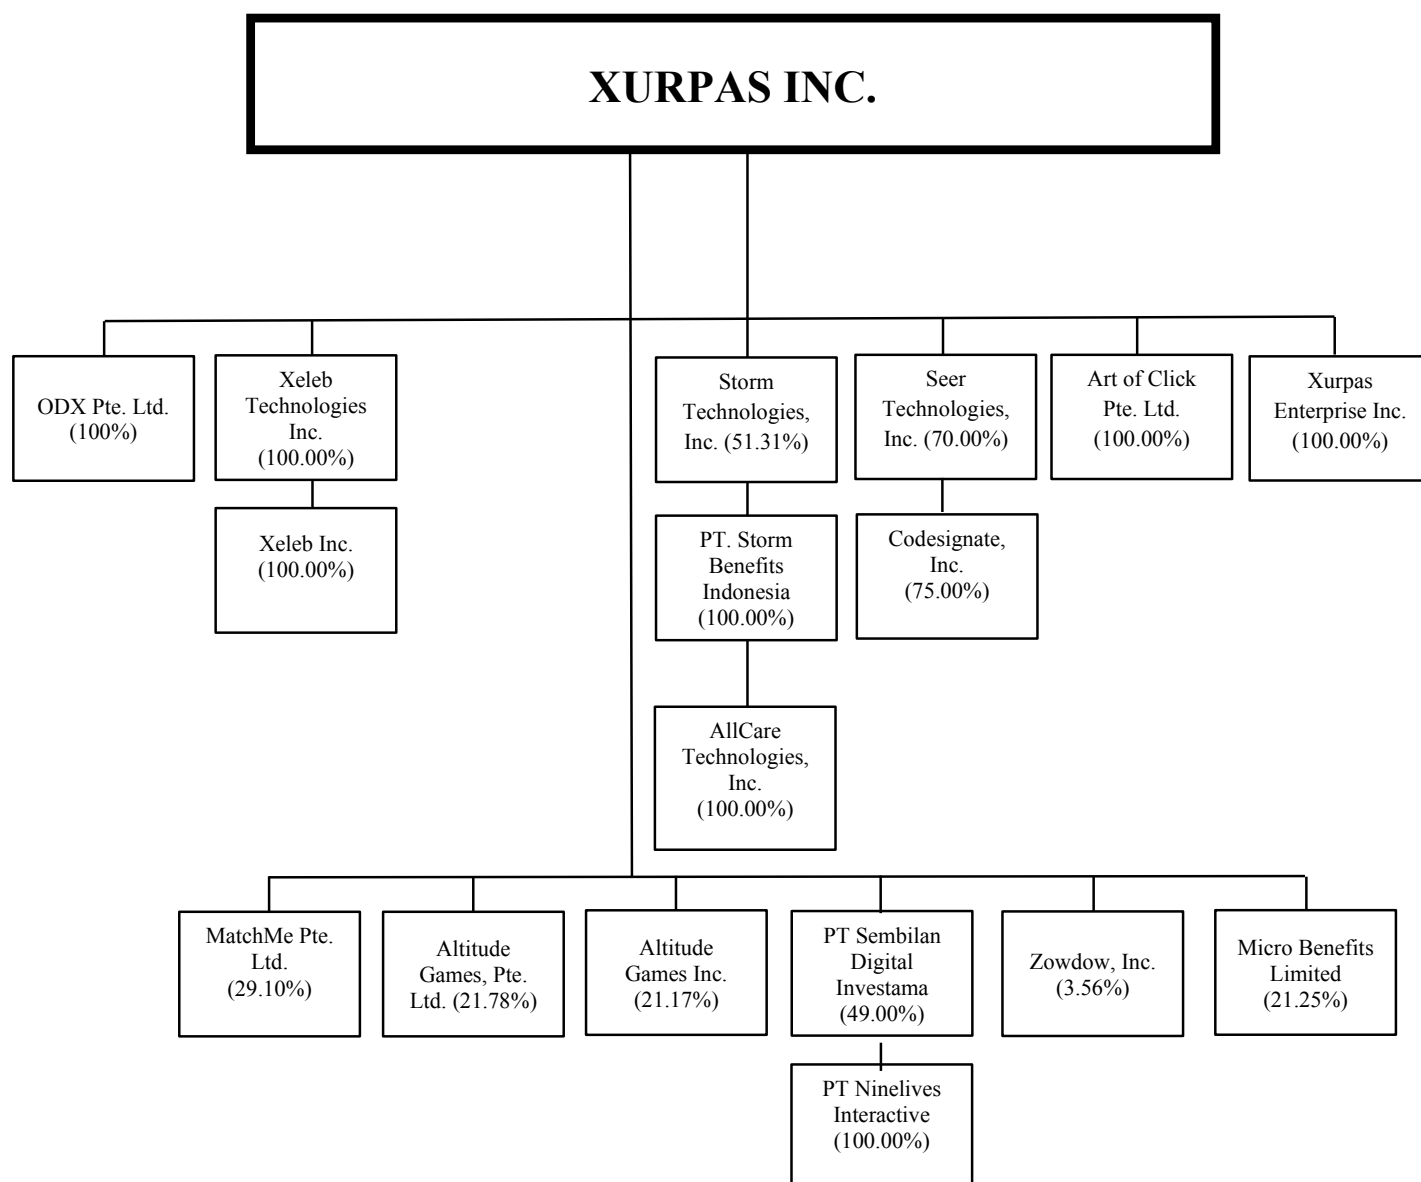 XURPAS INC.
ODX Pte. Ltd.
(100%)
Xeleb
Technologies
Inc.
(100.00%)
Storm
Technologies,
Inc. (51.31%)
Seer
Technologies,
Inc. (70.00%)
Art of Click
Pte. Ltd.
(100.00%)
Xurpas
Enterprise Inc.
(100.00%)
Xeleb Inc.
(100.00%)
PT. Storm
Benefits
Indonesia
(100.00%)
Codesignate,
Inc.
(75.00%)
AllCare
Technologies,
Inc.
(100.00%)
MatchMe Pte.
Ltd.
(29.10%)
Altitude
Games, Pte.
Ltd. (21.78%)
Altitude
Games Inc.
(21.17%)
PT Sembilan
Digital
Investama
(49.00%)
Zowdow, Inc.
(3.56%)
Micro Benefits
Limited
(21.25%)
PT Ninelives
Interactive
(100.00%)